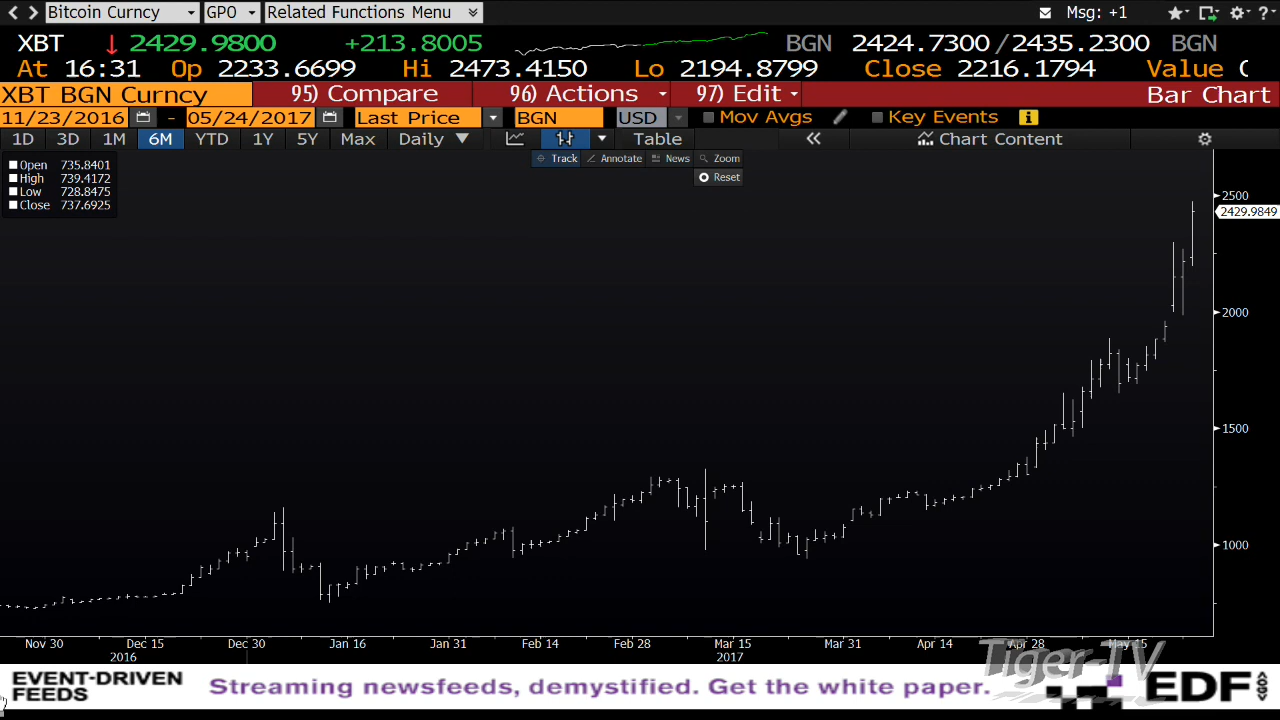 Bitcoin Curncy GPO Related Functions Menu Msg: +1 ?
XBT 2429.9800 +213.8005 BGN 2424.7300/2435.2300 BGN
At 16:31 Op 2233.6699 Hi 2473.4150 Lo 2194.8799 Close 2216.1794 Value
XBT BGN Curncy 95) Compare 96) Actions 97) Edit Bar Chart
11/23/2016 - 05/24/2017 Last Price BGN USD Mov Avgs Key Events i
1D 3D 1M 6M YTD 1Y 5Y Max Daily Table « Chart Content
Track Annotate News Zoom
Reset
Open 735.8401
High 739.4172
Low 728.8475
Close 737.6925
2500
2429.9849
2000
1500
1000
Nov 30 Dec 15 Dec 30 Jan 16 Jan 31 Feb 14 Feb 28 Mar 15 Mar 31 Apr 14 Apr 28 May 15
2016 2017
Tiger-TV
EVENT-DRIVEN
FEEDS
Streaming newsfeeds, demystified. Get the white paper.
EDF